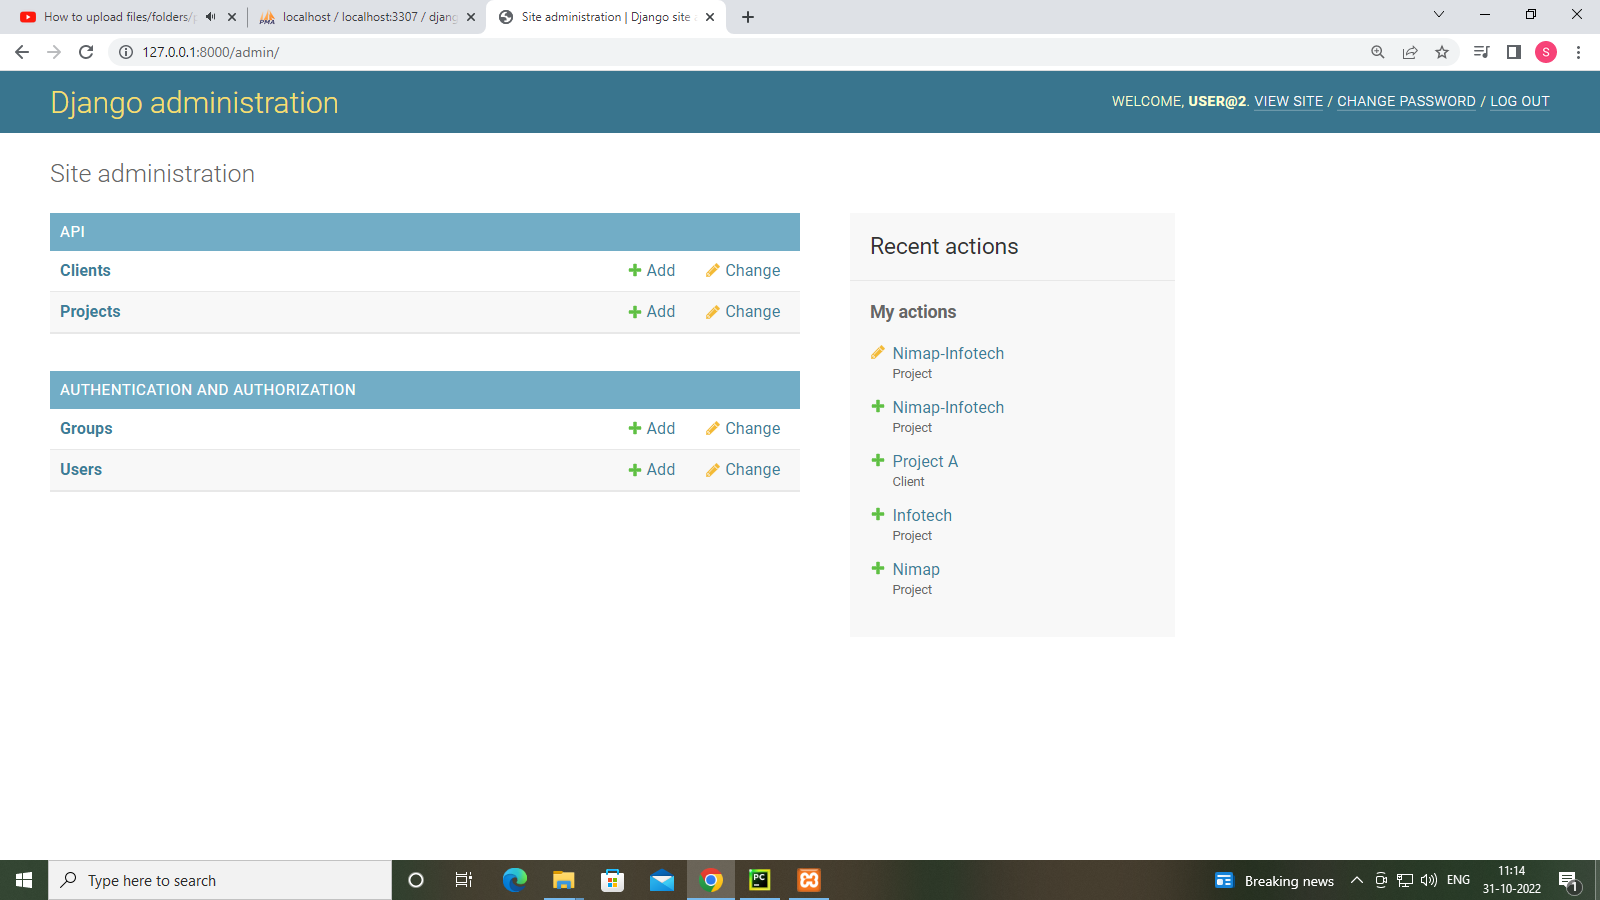 How to upload files/folders/
localhost / localhost:3307 / djang
Site administration | Django site
127.0.0.1:8000/admin/
S
Django administration
WELCOME, USER@2. VIEW SITE / CHANGE PASSWORD / LOG OUT
Site administration
API
Clients Add Change
Projects Add Change
AUTHENTICATION AND AUTHORIZATION
Groups Add Change
Users Add Change
Recent actions
My actions
Nimap-Infotech
Project
Nimap-Infotech
Project
Project A
Client
Infotech
Project
Nimap
Project
Type here to search
PC
Breaking news
ENG
11:14
31-10-2022
1